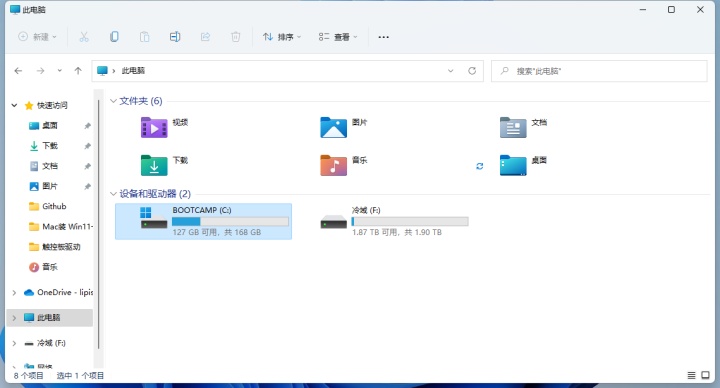 此电脑
新建
排序
查看
此电脑
搜索"此电脑"
快速访问
桌面
下载
文档
图片
Github
Mac装 Win11-
触控板驱动
音乐
OneDrive - lipis
此电脑
冷域 (F:)
网络
文件夹 (6)
视频
图片
文档
下载
音乐
桌面
设备和驱动器 (2)
BOOTCAMP (C:)
127 GB 可用，共 168 GB
冷域 (F:)
1.87 TB 可用，共 1.90 TB
8 个项目
选中 1 个项目